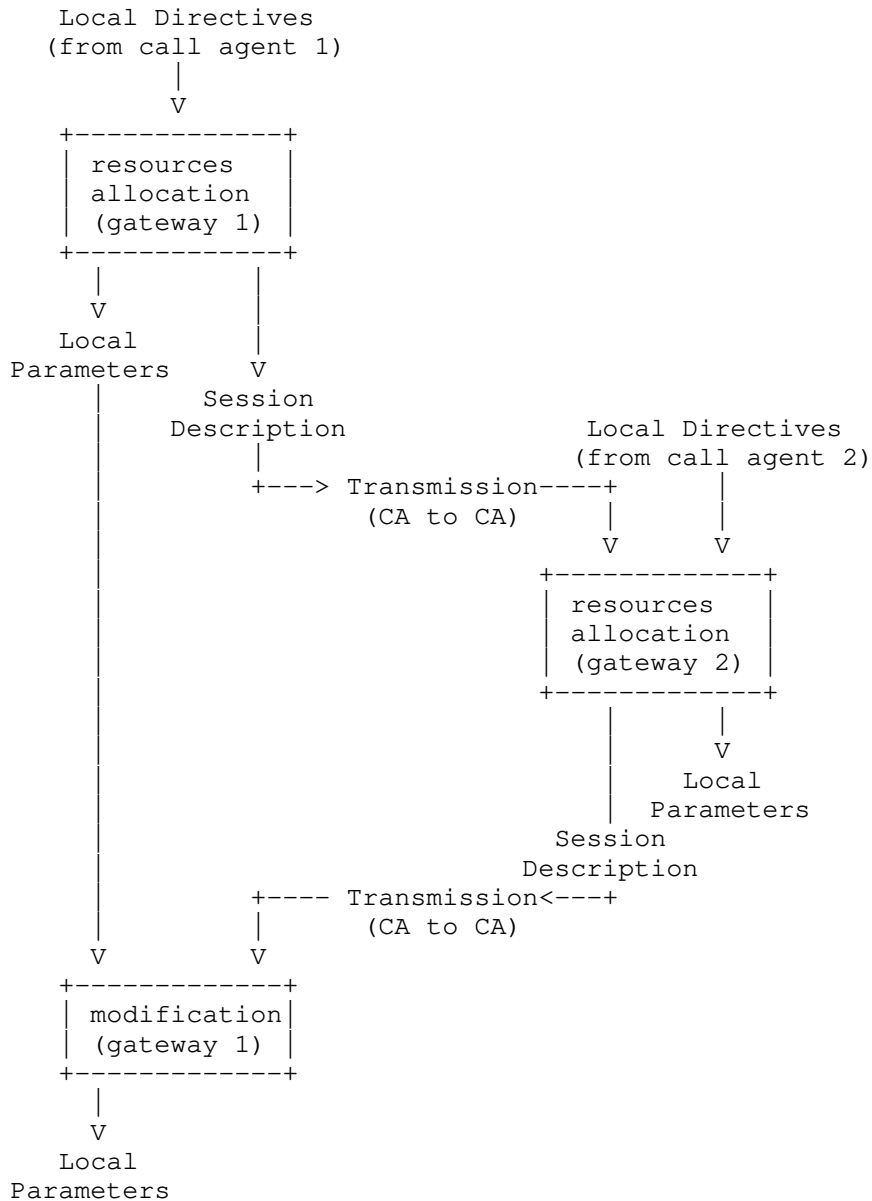 Local Directives
(from call agent 1)
|
V
+-------------+
| resources   |
| allocation  |
| (gateway 1) |
+-------------+
|         |
V         |
Local       |
Parameters     V
|      Session
|    Description               Local Directives
|         |                   (from call agent 2)
|         +---> Transmission----+      |
|                (CA to CA)     |      |
|                               V      V
|                           +-------------+
|                           | resources   |
|                           | allocation  |
|                           | (gateway 2) |
|                           +-------------+
|                               |      |
|                               |      V
|                               |    Local
|                               |  Parameters
|                            Session
|                          Description
|         +---- Transmission<---+
|         |      (CA to CA)
V         V
+-------------+
| modification|
| (gateway 1) |
+-------------+
|
V
Local
Parameters